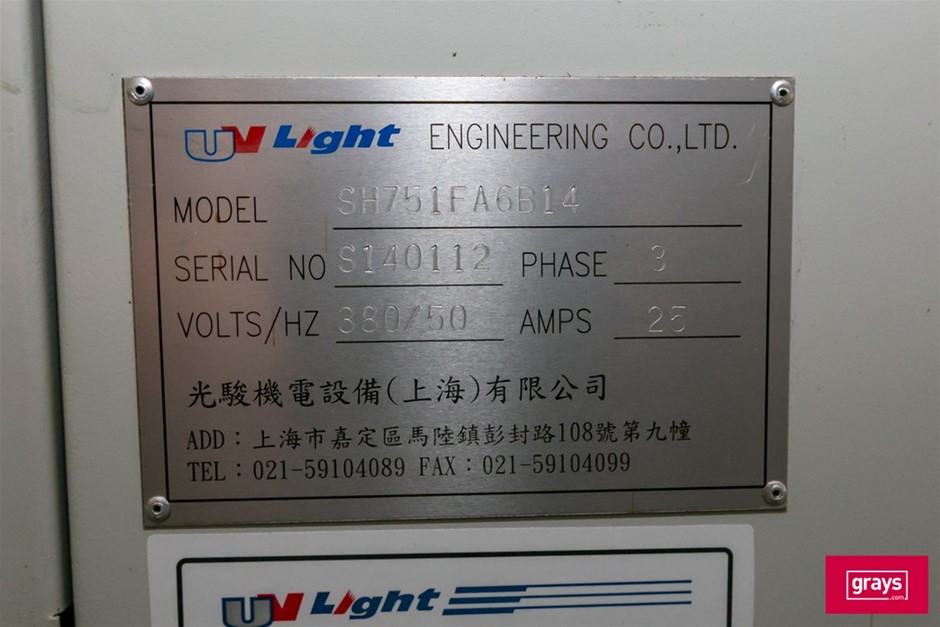 UV Light ENGINEERING CO.,LTD.
MODEL SH751FA6B14
SERIAL NO S140112 PHASE 3
VOLTS/HZ 380/50 AMPS 25
光駿機電設備(上海)有限公司
ADD：上海市嘉定區馬陸鎮彭封路108號第九幢
TEL：021-59104089 FAX：021-59104099
UV Light
grays
.com